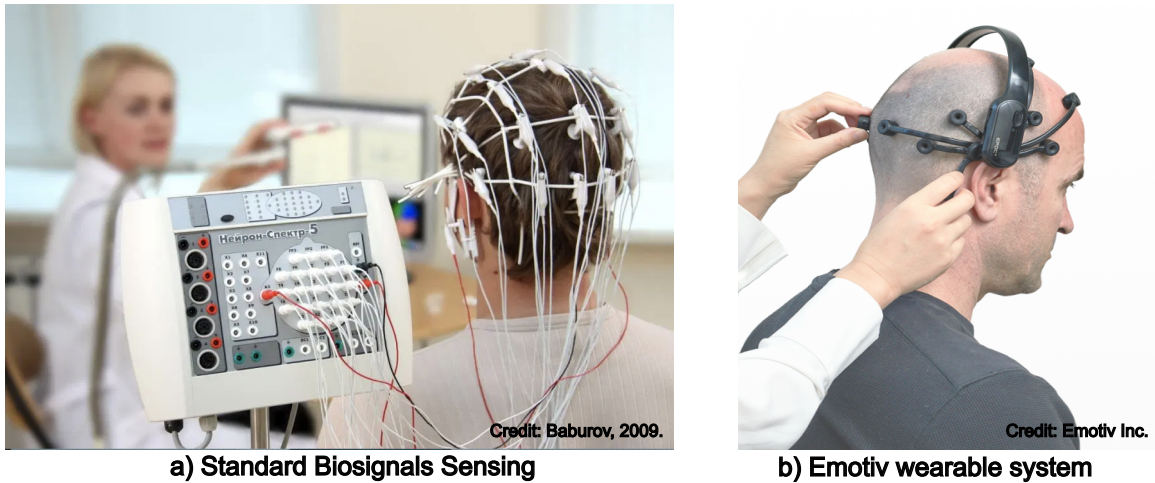 Нейрон-Спектр-5
Credit: Baburov, 2009.
Credit: Emotiv Inc.
a) Standard Biosignals Sensing
b) Emotiv wearable system